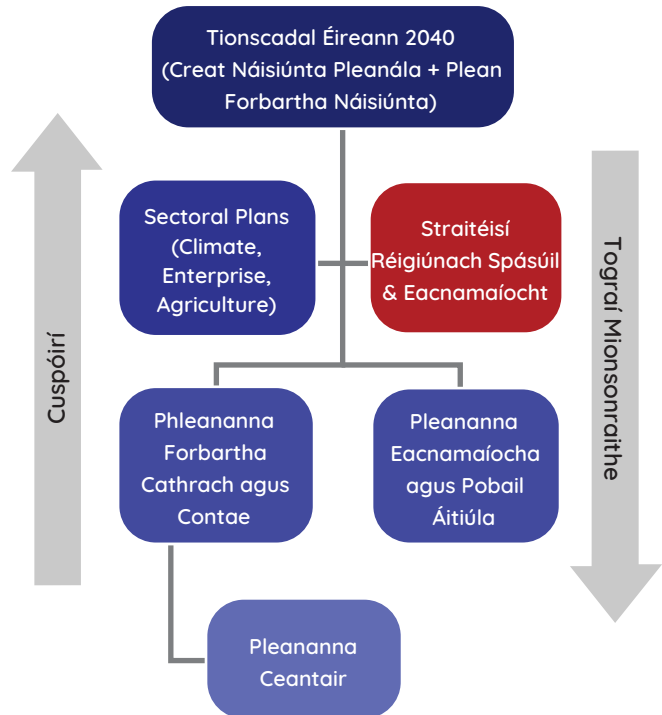 Tionscadal Éireann 2040
(Creat Náisiúnta Pleanála + Plean
Forbartha Náisiúnta)
Sectoral Plans
(Climate,
Enterprise,
Agriculture)
Straitéisí
Réigiúnach Spásúil
& Eacnamaíocht
Cuspóirí
Tograí Mionsonraithe
Phleananna
Forbartha
Cathrach agus
Contae
Pleananna
Eacnamaíocha
agus Pobail
Áitiúla
Pleananna
Ceantair